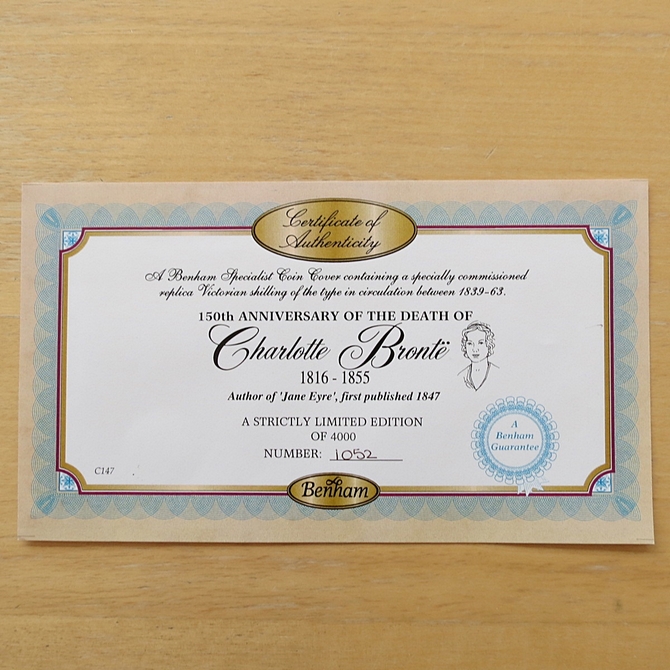 Certificate of
Authenticity
A Benham Specialist Coin Cover containing a specially commissioned
replica Victorian shilling of the type in circulation between 1839-63.
150th ANNIVERSARY OF THE DEATH OF
Charlotte Brontë
1816 - 1855
Author of 'Jane Eyre', first published 1847
A STRICTLY LIMITED EDITION
OF 4000
NUMBER: 1052
A
Benham
Guarantee
C147
Benham